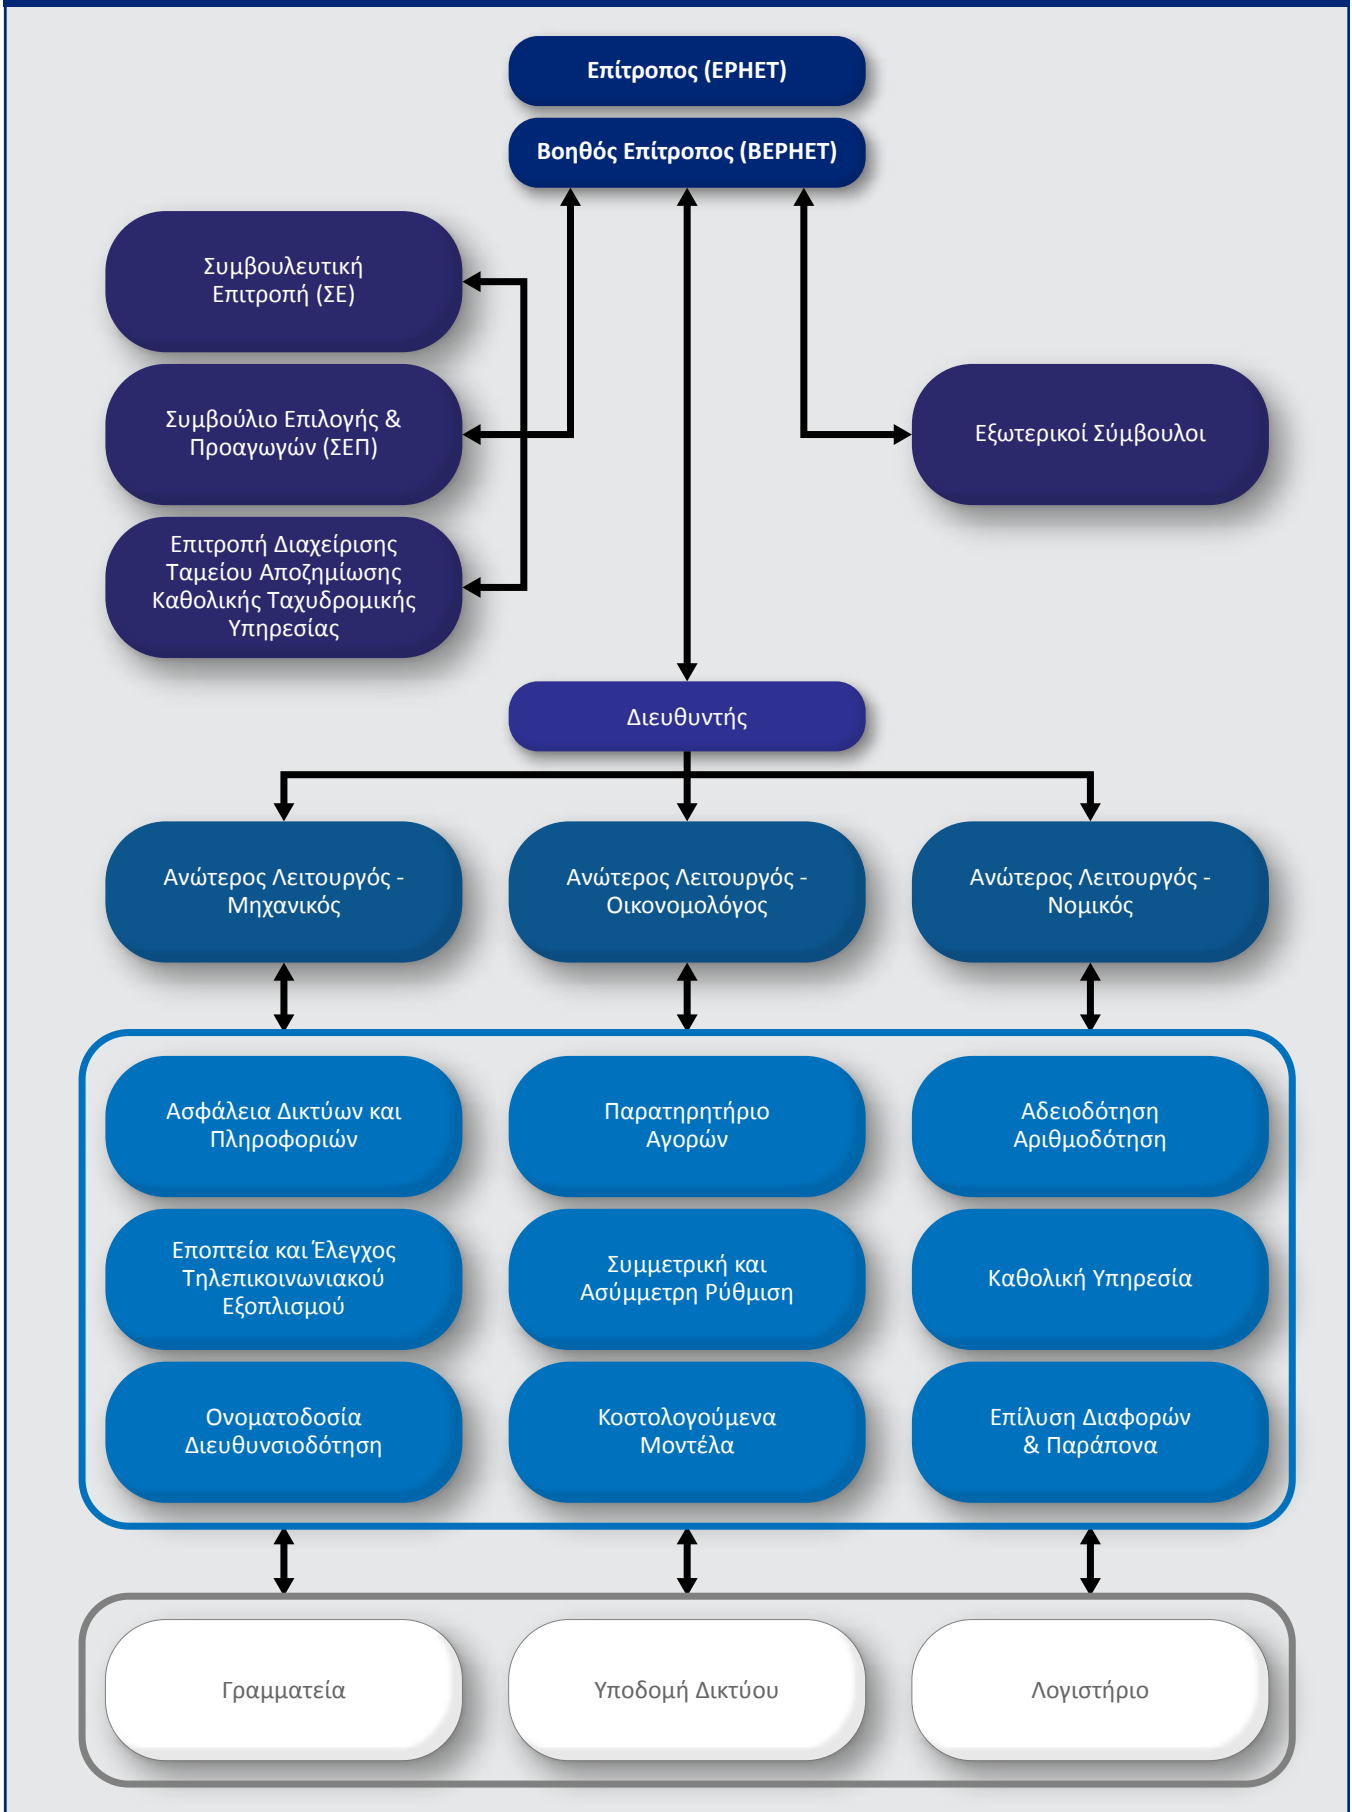 Επίτροπος (ΕΡΗΕΤ)
Βοηθός Επίτροπος (ΒΕΡΗΕΤ)
Συμβουλευτική
Επιτροπή (ΣΕ)
Συμβούλιο Επιλογής &
Προαγωγών (ΣΕΠ)
Εξωτερικοί Σύμβουλοι
Επιτροπή Διαχείρισης
Ταμείου Αποζημίωσης
Καθολικής Ταχυδρομικής
Υπηρεσίας
Διευθυντής
Ανώτερος Λειτουργός -
Μηχανικός
Ανώτερος Λειτουργός -
Οικονομολόγος
Ανώτερος Λειτουργός -
Νομικός
Ασφάλεια Δικτύων και
Πληροφοριών
Παρατηρητήριο
Αγορών
Αδειοδότηση
Αριθμοδότηση
Εποπτεία και Έλεγχος
Τηλεπικοινωνιακού
Εξοπλισμού
Συμμετρική και
Ασύμμετρη Ρύθμιση
Καθολική Υπηρεσία
Ονοματοδοσία
Διευθυνσιοδότηση
Κοστολογούμενα
Μοντέλα
Επίλυση Διαφορών
& Παράπονα
Γραμματεία
Υποδομή Δικτύου
Λογιστήριο